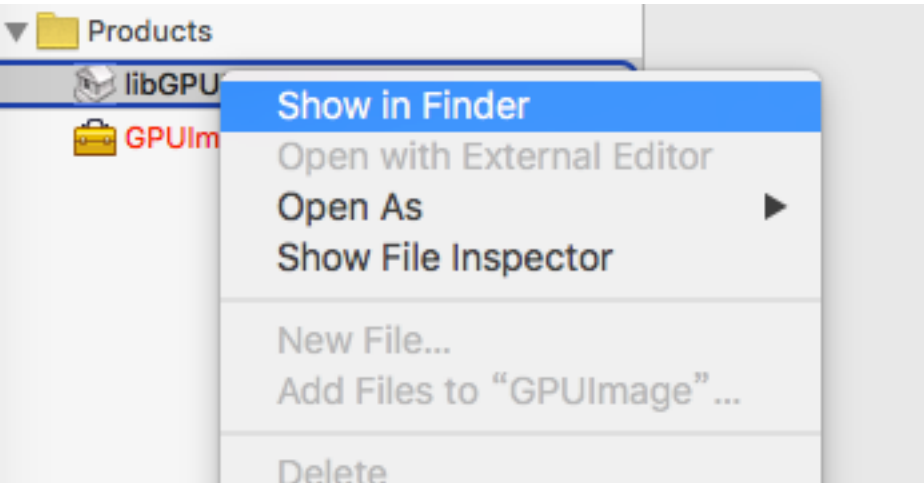 Products
libGPU
GPUIm
Show in Finder
Open with External Editor
Open As
Show File Inspector
New File...
Add Files to “GPUImage”...
Delete